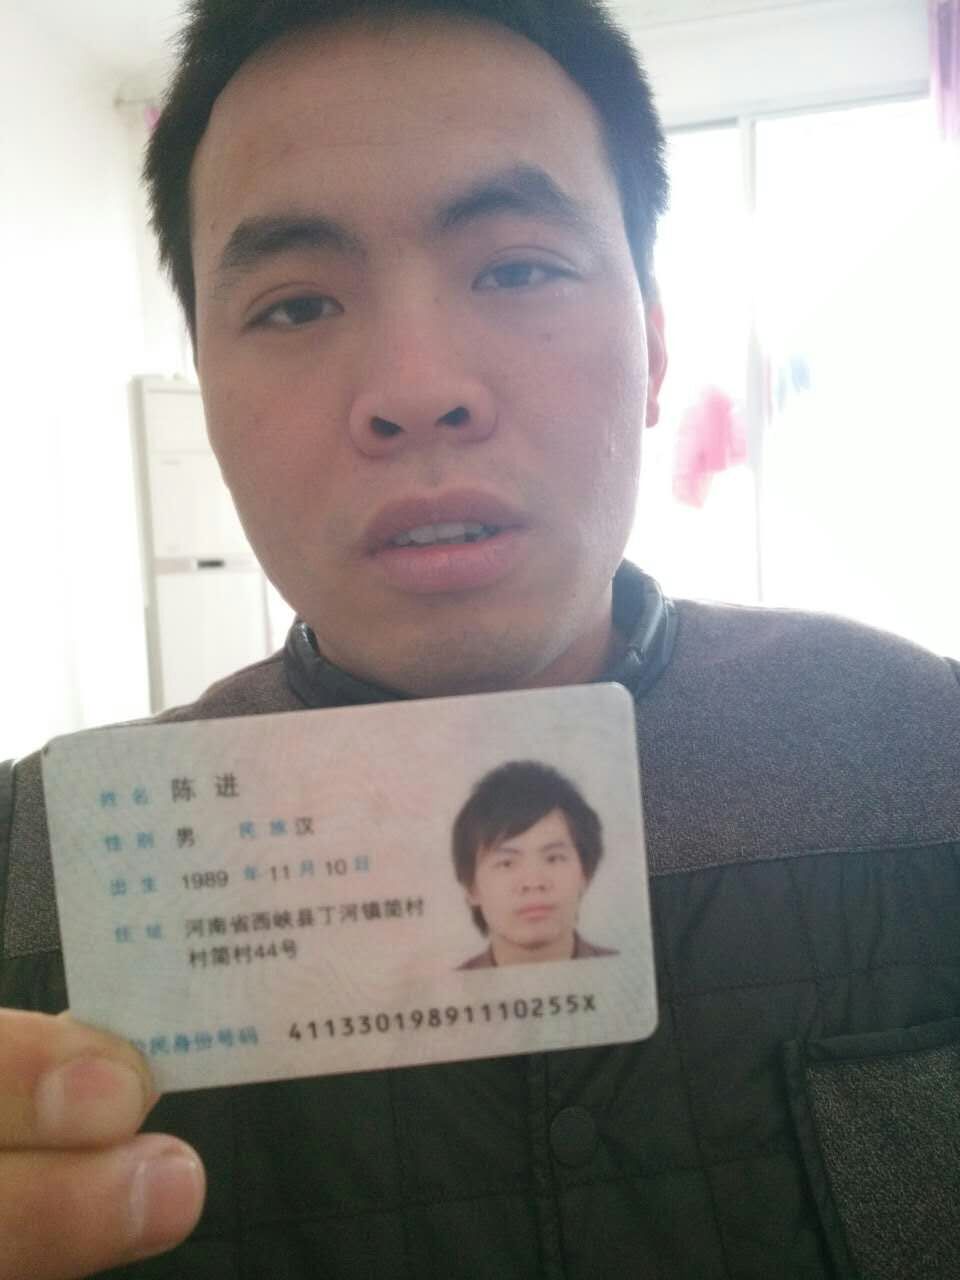 姓名 陈进
性别 男 民族 汉
出生 1989 年 11 月 10 日
住址 河南省西峡县丁河镇简村
村简村44号
公民身份号码 41133019891110255X